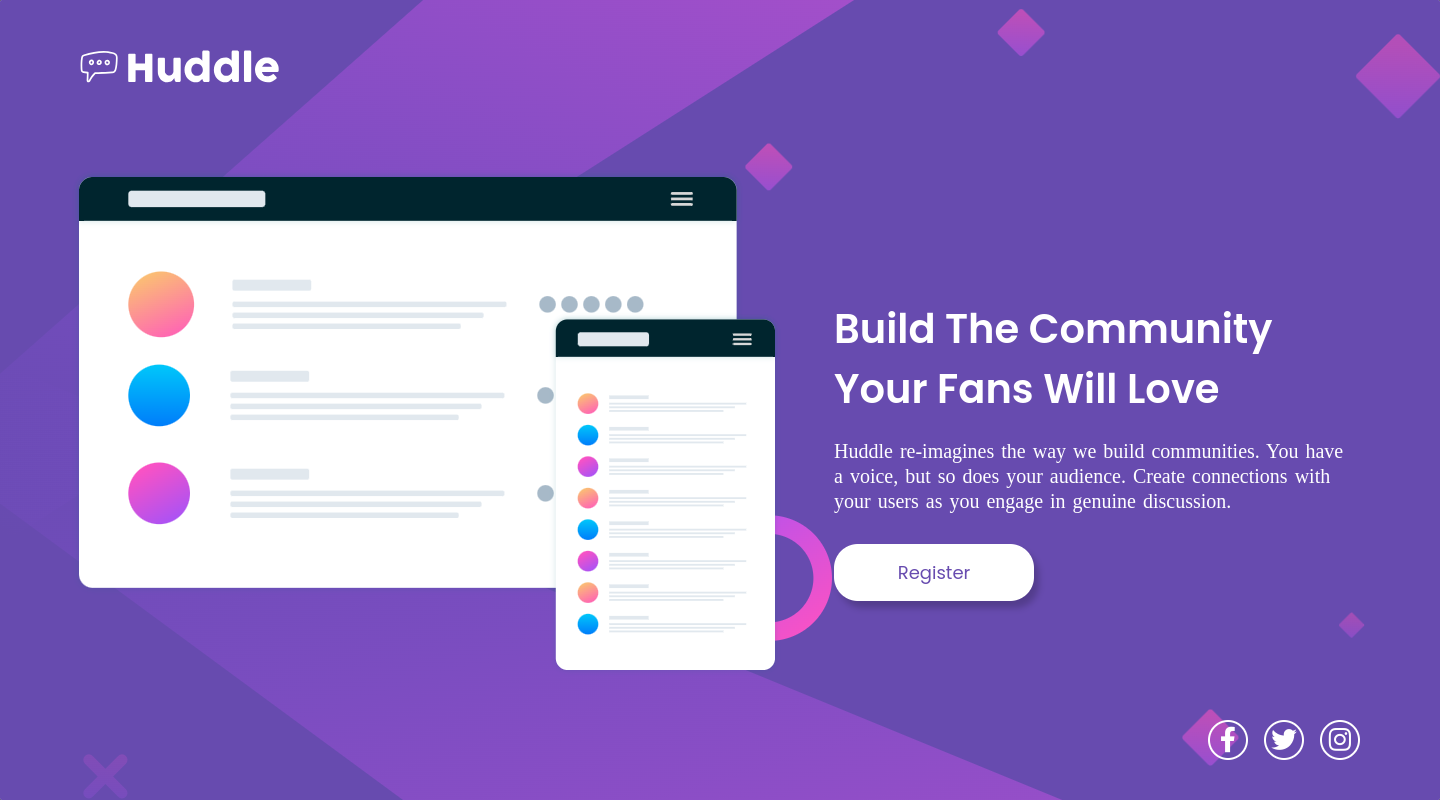 Huddle
Build The Community
Your Fans Will Love
Huddle re-imagines the way we build communities. You have
a voice, but so does your audience. Create connections with
your users as you engage in genuine discussion.
Register